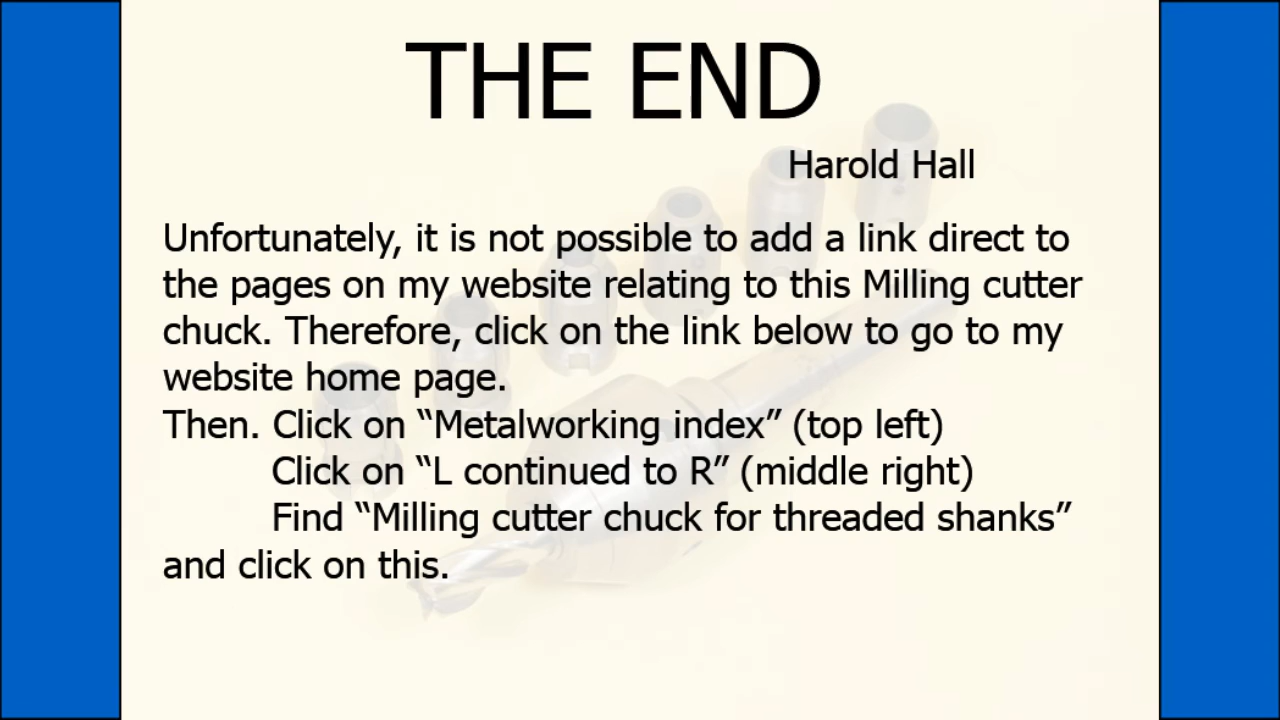 THE END
Harold Hall
Unfortunately, it is not possible to add a link direct to
the pages on my website relating to this Milling cutter
chuck. Therefore, click on the link below to go to my
website home page.
Then. Click on “Metalworking index” (top left)
Click on “L continued to R” (middle right)
Find “Milling cutter chuck for threaded shanks”
and click on this.